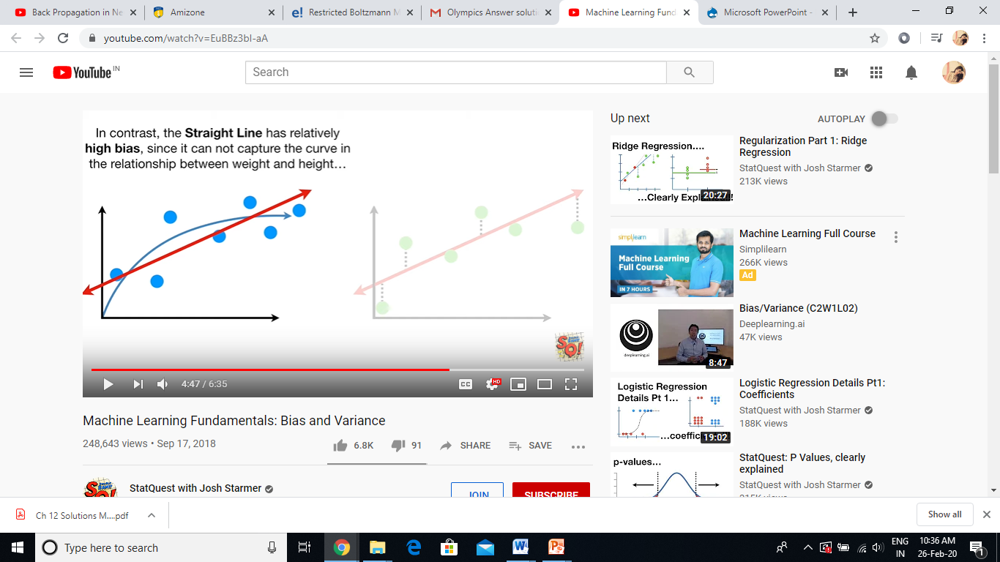 Back Propagation in Ne
Amizone
Restricted Boltzmann M
Olympics Answer soluti
Machine Learning Fund
Microsoft PowerPoint -
youtube.com/watch?v=EuBBz3bI-aA
YouTube IN
Search
In contrast, the Straight Line has relatively
high bias, since it can not capture the curve in
the relationship between weight and height…
4:47 / 6:35
CC
HD
Machine Learning Fundamentals: Bias and Variance
248,643 views • Sep 17, 2018
6.8K
91
SHARE
SAVE
StatQuest with Josh Starmer
JOIN
SUBSCRIBE
Up next
AUTOPLAY
Ridge Regression….
…Clearly Expl
20:27
Regularization Part 1: Ridge
Regression
StatQuest with Josh Starmer
213K views
simplilearn
Machine Learning
Full Course
IN 7 HOURS
Machine Learning Full Course
Simplilearn
266K views
Ad
deeplearning.ai
8:47
Bias/Variance (C2W1L02)
Deeplearning.ai
47K views
Logistic Regression
Details Pt 1…
…coeffic
19:02
Logistic Regression Details Pt1:
Coefficients
StatQuest with Josh Starmer
188K views
p-values…
StatQuest: P Values, clearly
explained
StatQuest with Josh Starmer
Ch 12 Solutions M....pdf
Show all
Type here to search
ENG
IN
10:36 AM
26-Feb-20
1